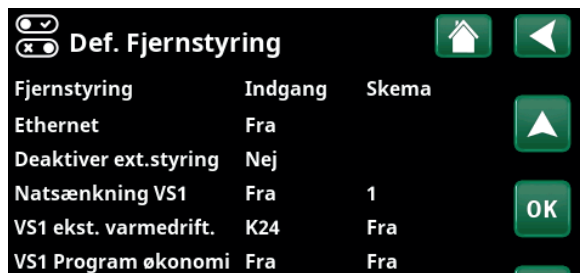 Def. Fjernstyring
Fjernstyring Indgang Skema
Ethernet Fra
Deaktiver ext.styring Nej
Natsænkning VS1 Fra 1
OK
VS1 ekst. varmedrift. K24 Fra
VS1 Program økonomi Fra Fra